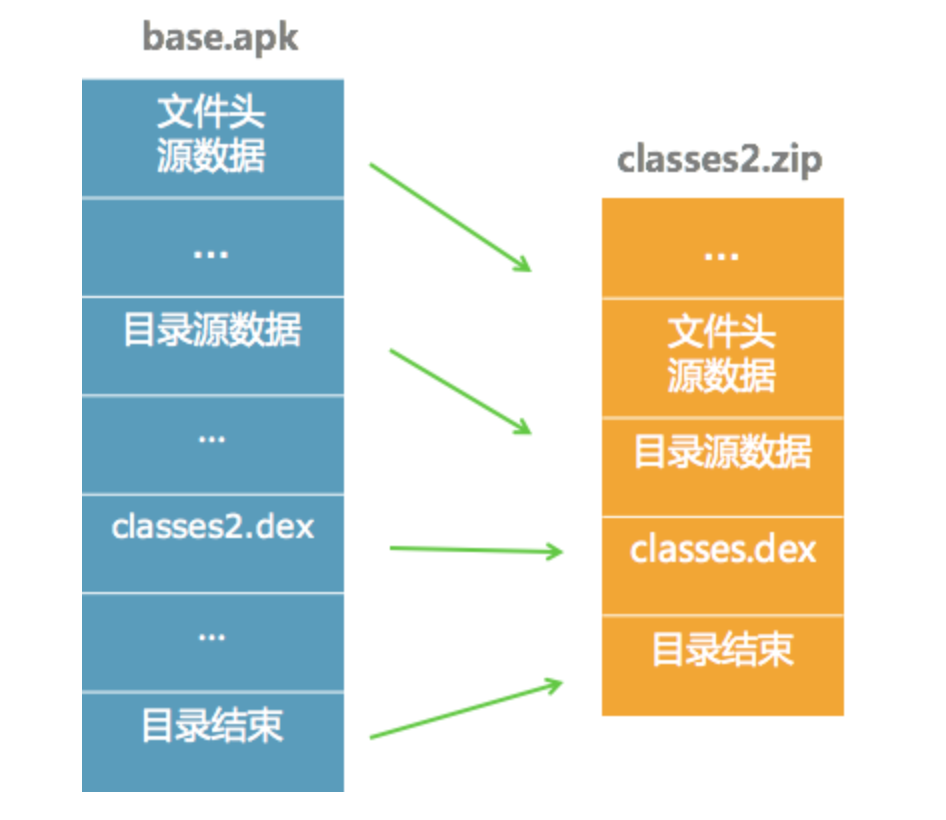 base.apk
文件头
源数据
...
目录源数据
...
classes2.dex
...
目录结束
classes2.zip
...
文件头
源数据
目录源数据
classes.dex
目录结束